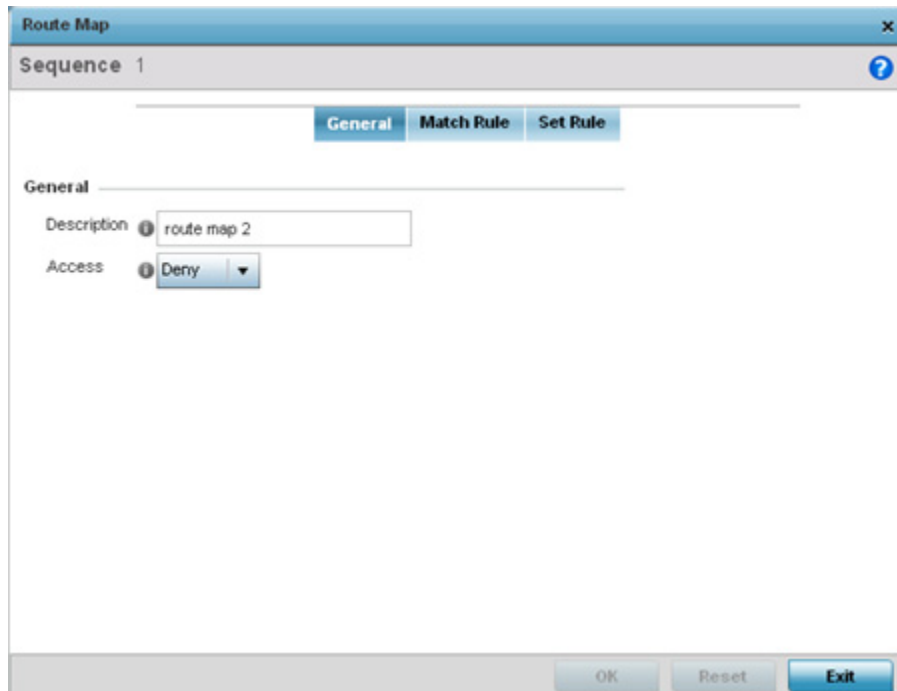 Route Map
Sequence 1
General Match Rule Set Rule
General
Description route map 2
Access Deny
OK Reset Exit